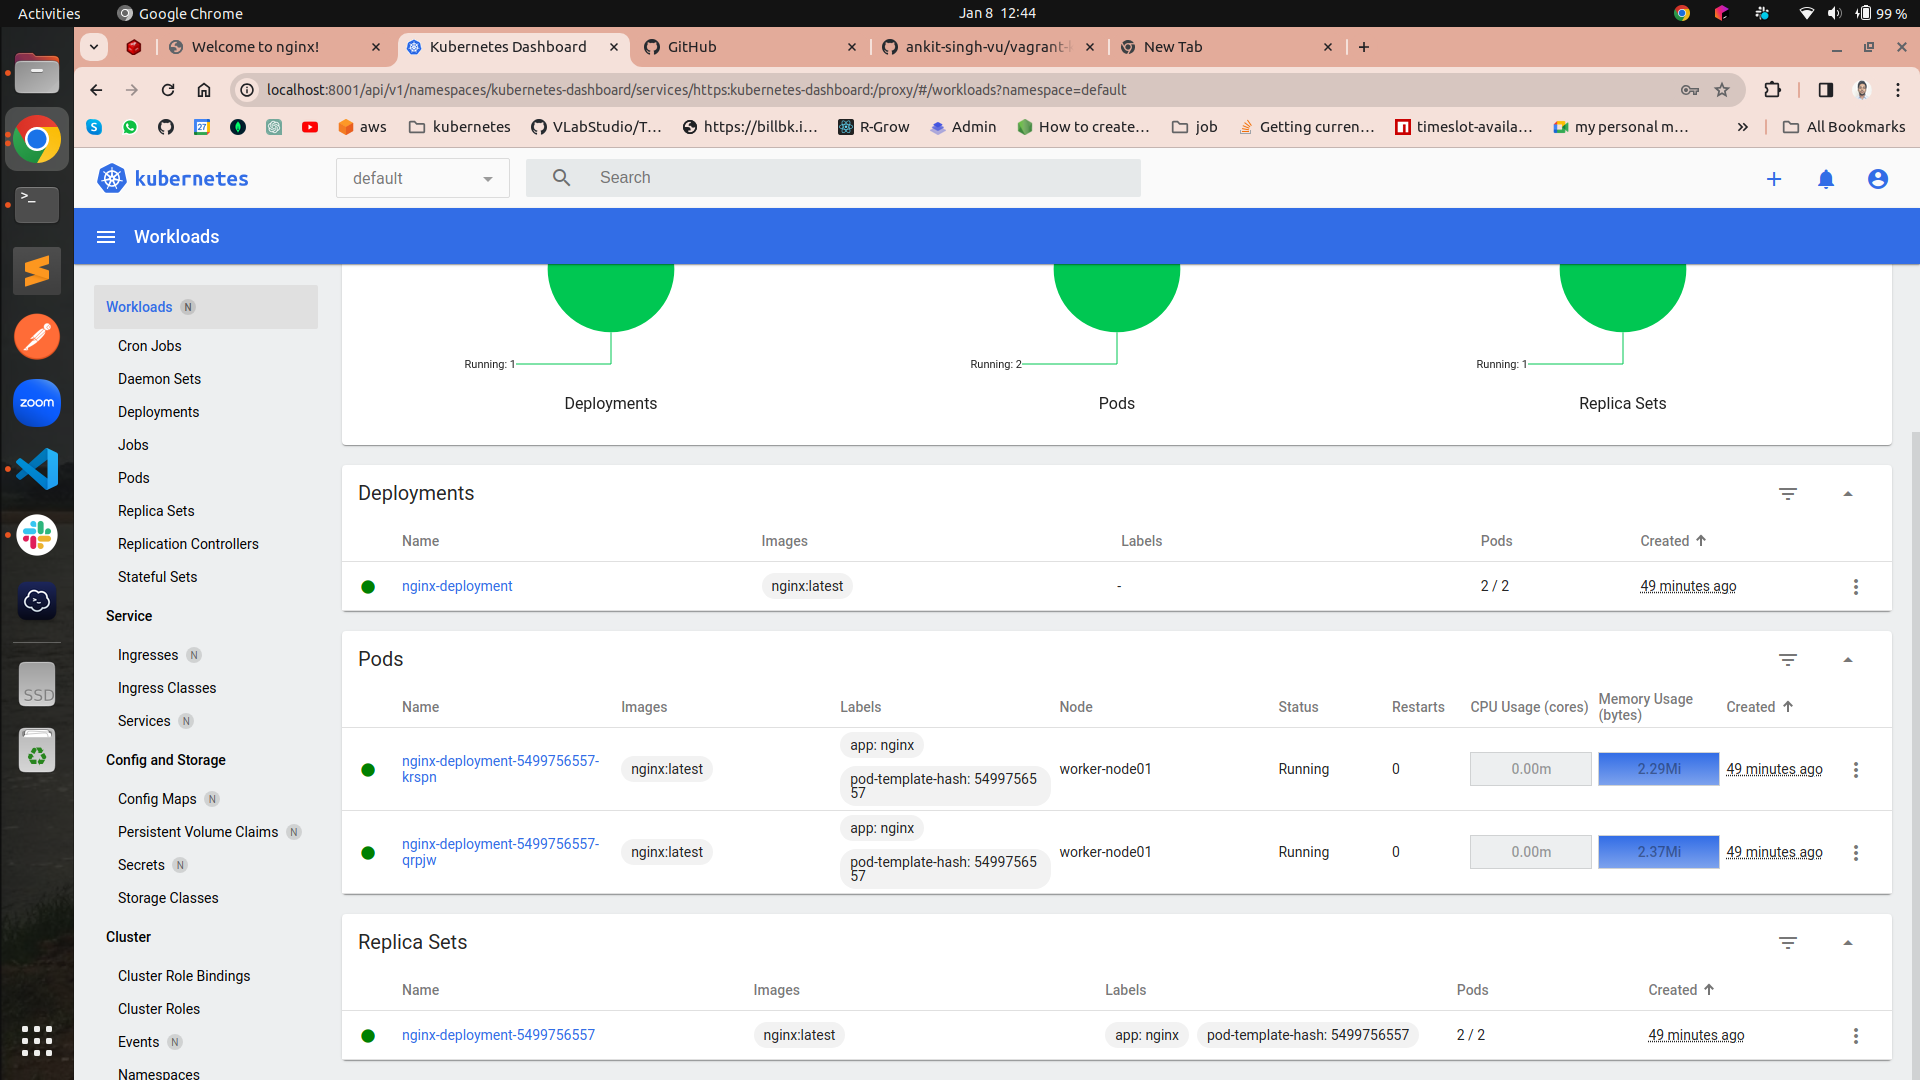 Activities
Google Chrome
Jan 8 12:44
99 %
Welcome to nginx!
Kubernetes Dashboard
GitHub
ankit-singh-vu/vagrant-
New Tab
localhost:8001/api/v1/namespaces/kubernetes-dashboard/services/https:kubernetes-dashboard:/proxy/#/workloads?namespace=default
aws
kubernetes
VLabStudio/T...
https://billbk.i...
R-Grow
Admin
How to create...
job
Getting curren...
timeslot-availa...
my personal m...
All Bookmarks
kubernetes
default
Search
Workloads
Workloads N
Cron Jobs
Daemon Sets
Deployments
Jobs
Pods
Replica Sets
Replication Controllers
Stateful Sets
Service
Ingresses N
Ingress Classes
Services N
Config and Storage
Config Maps N
Persistent Volume Claims N
Secrets N
Storage Classes
Cluster
Cluster Role Bindings
Cluster Roles
Events N
Namespaces
zoom
SSD
Running: 1
Deployments
Running: 2
Pods
Running: 1
Replica Sets
Deployments
Name Images Labels Pods Created
nginx-deployment nginx:latest - 2 / 2 49 minutes ago
Pods
Name Images Labels Node Status Restarts CPU Usage (cores) Memory Usage (bytes) Created
nginx-deployment-5499756557-
krspn
nginx:latest
app: nginx
pod-template-hash: 54997565
57
worker-node01 Running 0 0.00m 2.29Mi 49 minutes ago
nginx-deployment-5499756557-
qrpjw
nginx:latest
app: nginx
pod-template-hash: 54997565
57
worker-node01 Running 0 0.00m 2.37Mi 49 minutes ago
Replica Sets
Name Images Labels Pods Created
nginx-deployment-5499756557 nginx:latest app: nginx pod-template-hash: 5499756557 2 / 2 49 minutes ago